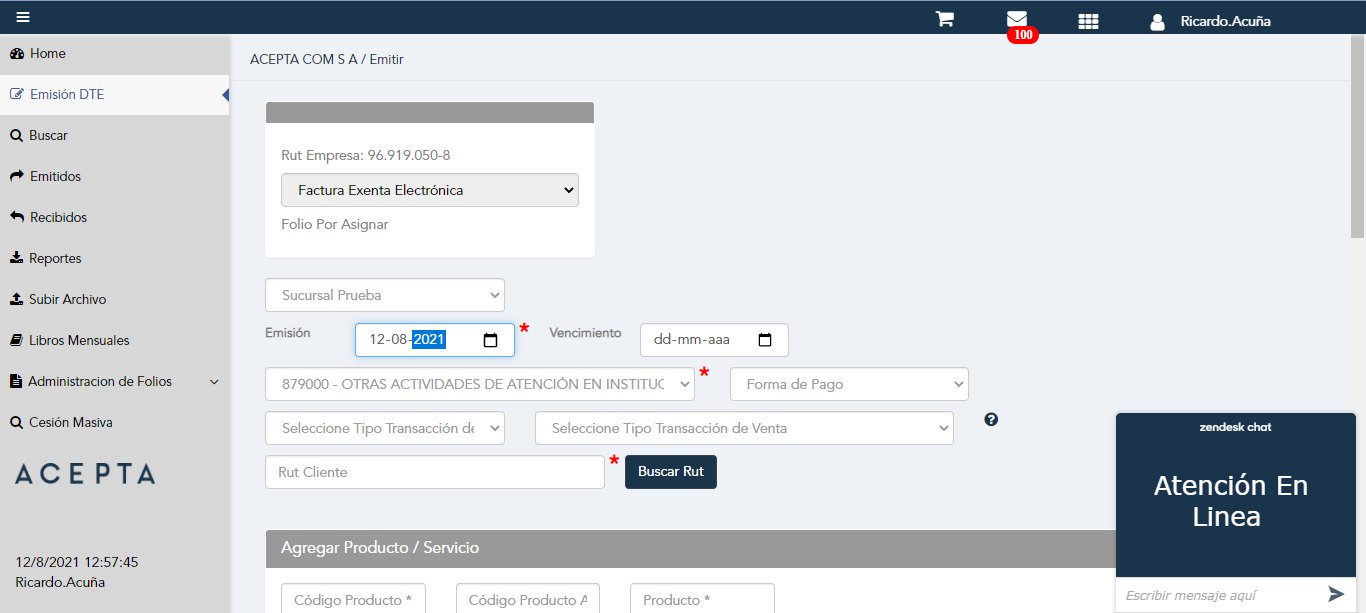 100
Ricardo.Acuña
Home
Emisión DTE
Buscar
Emitidos
Recibidos
Reportes
Subir Archivo
Libros Mensuales
Administracion de Folios
Cesión Masiva
ACEPTA
12/8/2021 12:57:45
Ricardo.Acuña
ACEPTA COM S A / Emitir
Rut Empresa: 96.919.050-8
Factura Exenta Electrónica
Folio Por Asignar
Sucursal Prueba
Emisión 12-08-2021 * Vencimiento dd-mm-aaa
879000 - OTRAS ACTIVIDADES DE ATENCIÓN EN INSTITUC * Forma de Pago
Seleccione Tipo Transacción de Seleccione Tipo Transacción de Venta ?
Rut Cliente * Buscar Rut
Agregar Producto / Servicio
Código Producto * Código Producto A Producto *
zendesk chat
Atención En
Linea
Escribir mensaje aquí